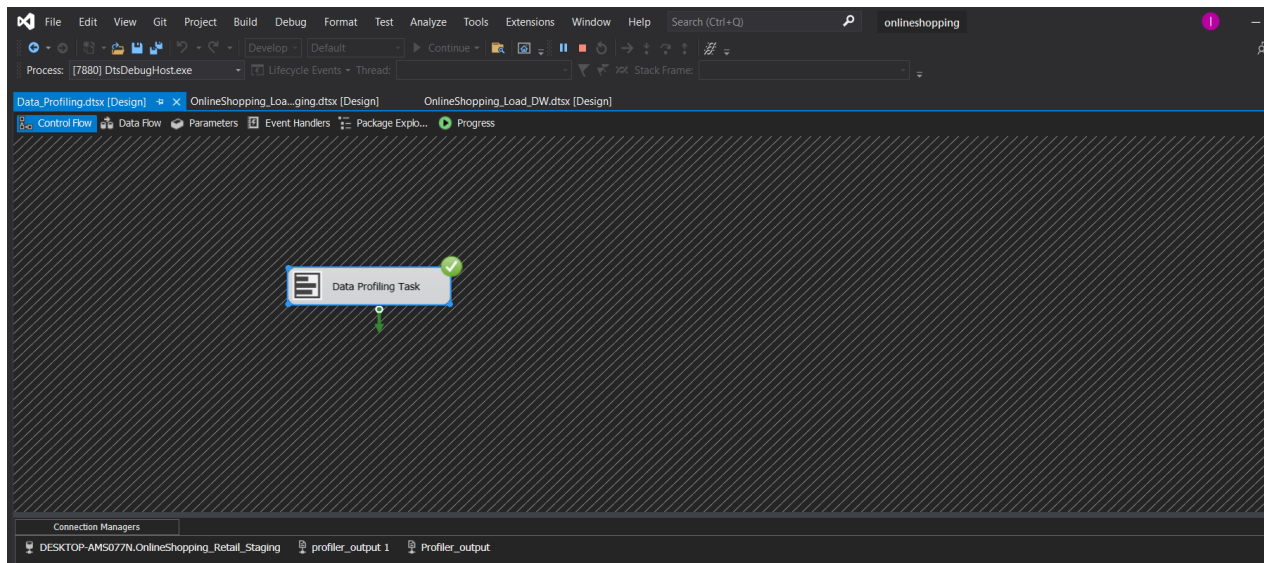 File Edit View Git Project Build Debug Format Test Analyze Tools Extensions Window Help Search (Ctrl+Q) onlineshopping I
Develop Default Continue
Process: [7880] DtsDebugHost.exe Lifecycle Events Thread: Stack Frame:
Data_Profiling.dtsx [Design] OnlineShopping_Loa...ging.dtsx [Design] OnlineShopping_Load_DW.dtsx [Design]
Control Flow Data Flow Parameters Event Handlers Package Explo... Progress
Data Profiling Task
Connection Managers
DESKTOP-AMS077N.OnlineShopping_Retail_Staging profiler_output 1 Profiler_output